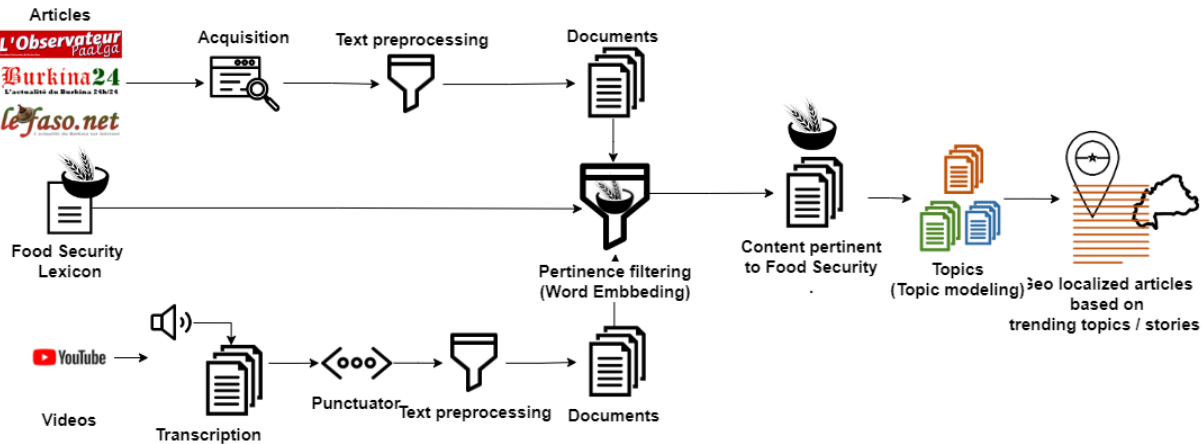 Articles
L'Observateur
Paalga
Burkina24
L'actualité du Burkina 24h/24
lefaso.net
Acquisition
Text preprocessing
Documents
Food Security
Lexicon
Pertinence filtering
(Word Embbeding)
Content pertinent
to Food Security
.
Topics
(Topic modeling)
Geo localized articles
based on
trending topics / stories
YouTube
Videos
Transcription
Punctuator
Text preprocessing
Documents